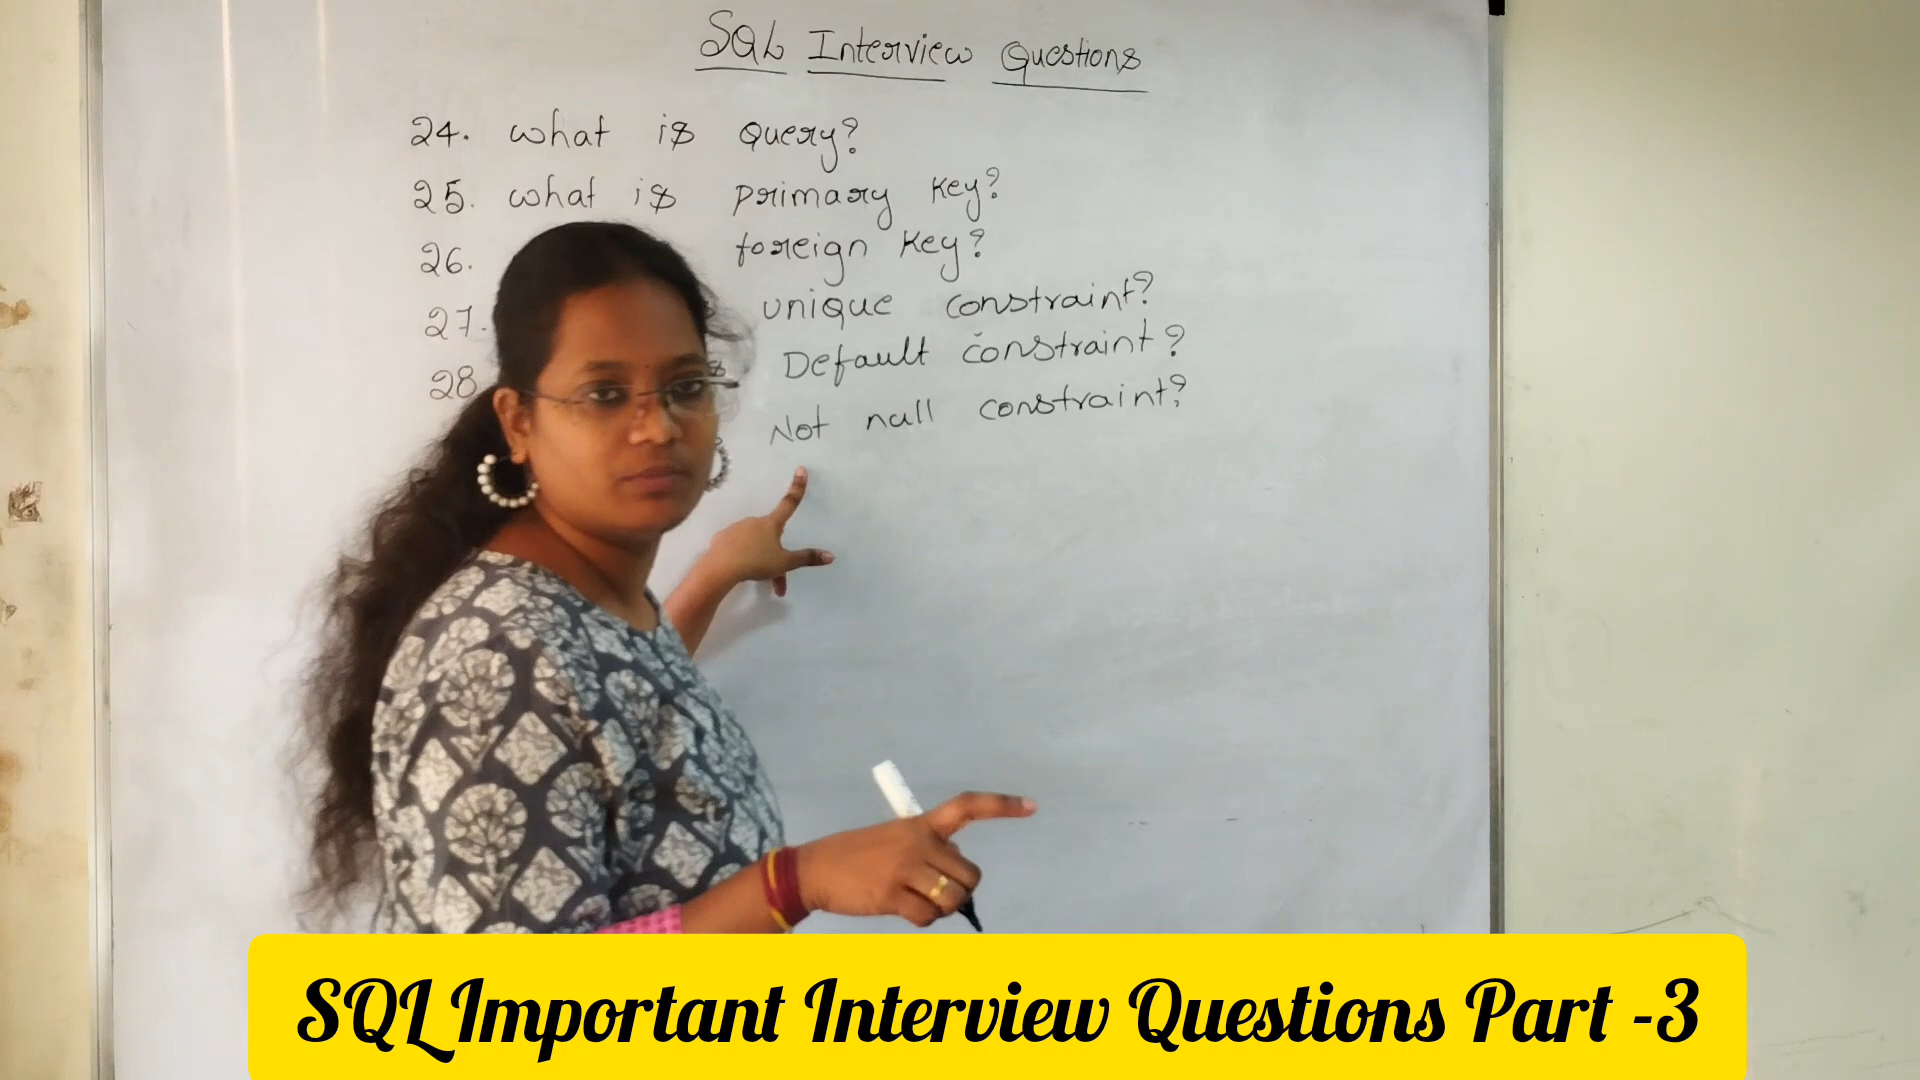 SQL Interview Questions
24. what is Query?
25. what is primary key?
26. foreign key?
27. unique constraint?
28 Default constraint?
Not null constraint?
SQL Important Interview Questions Part -3